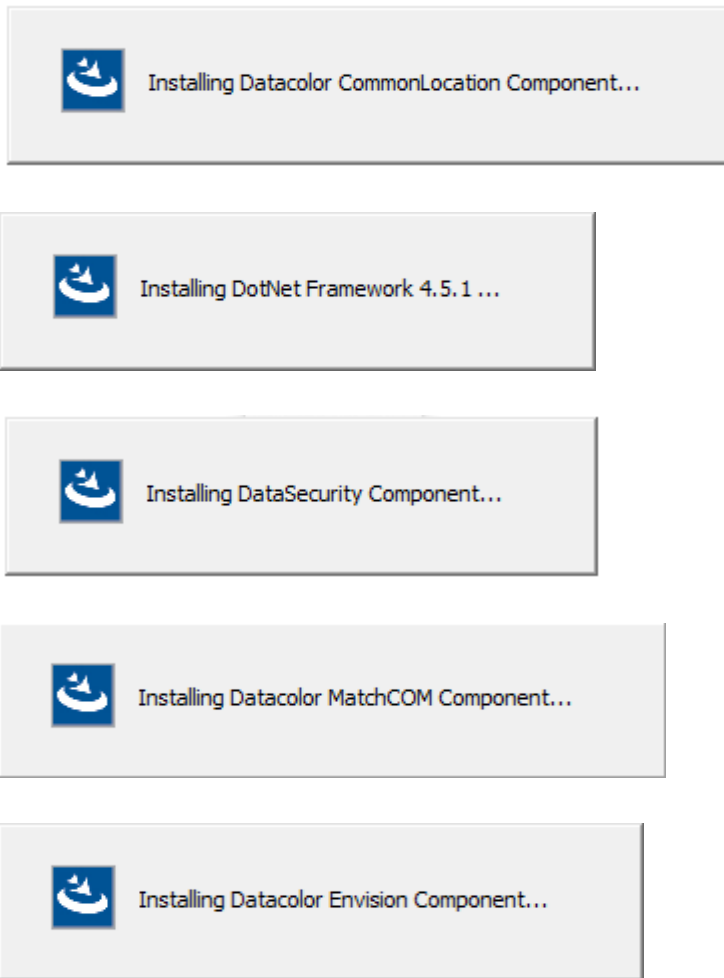 Installing Datacolor CommonLocation Component...
Installing DotNet Framework 4.5.1 ...
Installing DataSecurity Component...
Installing Datacolor MatchCOM Component...
Installing Datacolor Envision Component...